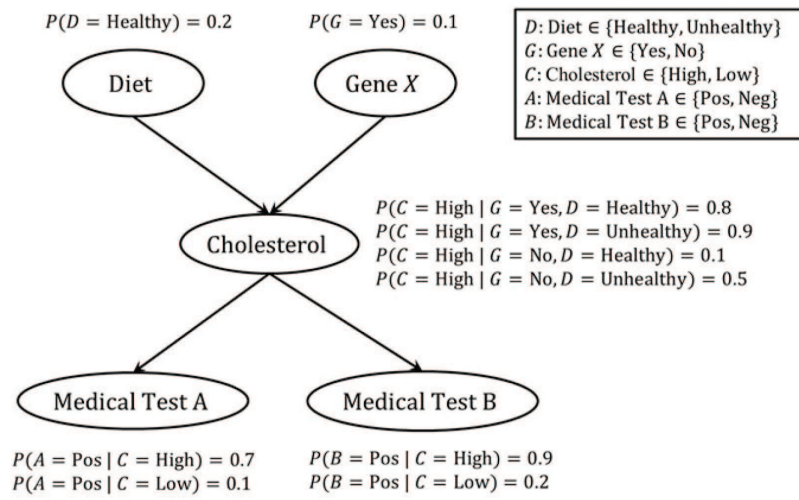 P(D = Healthy) = 0.2
P(G = Yes) = 0.1
D: Diet ∈ {Healthy, Unhealthy}
G: Gene X ∈ {Yes, No}
C: Cholesterol ∈ {High, Low}
A: Medical Test A ∈ {Pos, Neg}
B: Medical Test B ∈ {Pos, Neg}
Diet
Gene X
P(C = High | G = Yes, D = Healthy) = 0.8
P(C = High | G = Yes, D = Unhealthy) = 0.9
P(C = High | G = No, D = Healthy) = 0.1
P(C = High | G = No, D = Unhealthy) = 0.5
Cholesterol
Medical Test A
Medical Test B
P(A = Pos | C = High) = 0.7
P(A = Pos | C = Low) = 0.1
P(B = Pos | C = High) = 0.9
P(B = Pos | C = Low) = 0.2